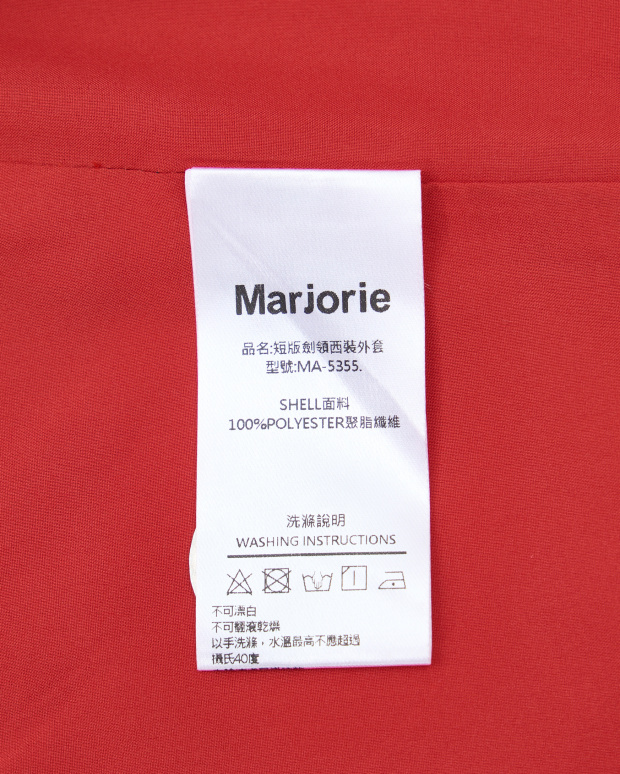 Marjorie
品名:短版劍領西裝外套
型號:MA-5355.
SHELL面料
100%POLYESTER聚脂纖維
洗滌說明
WASHING INSTRUCTIONS
不可漂白
不可翻滾乾燥
以手洗滌，水溫最高不應超過
攝氏40度